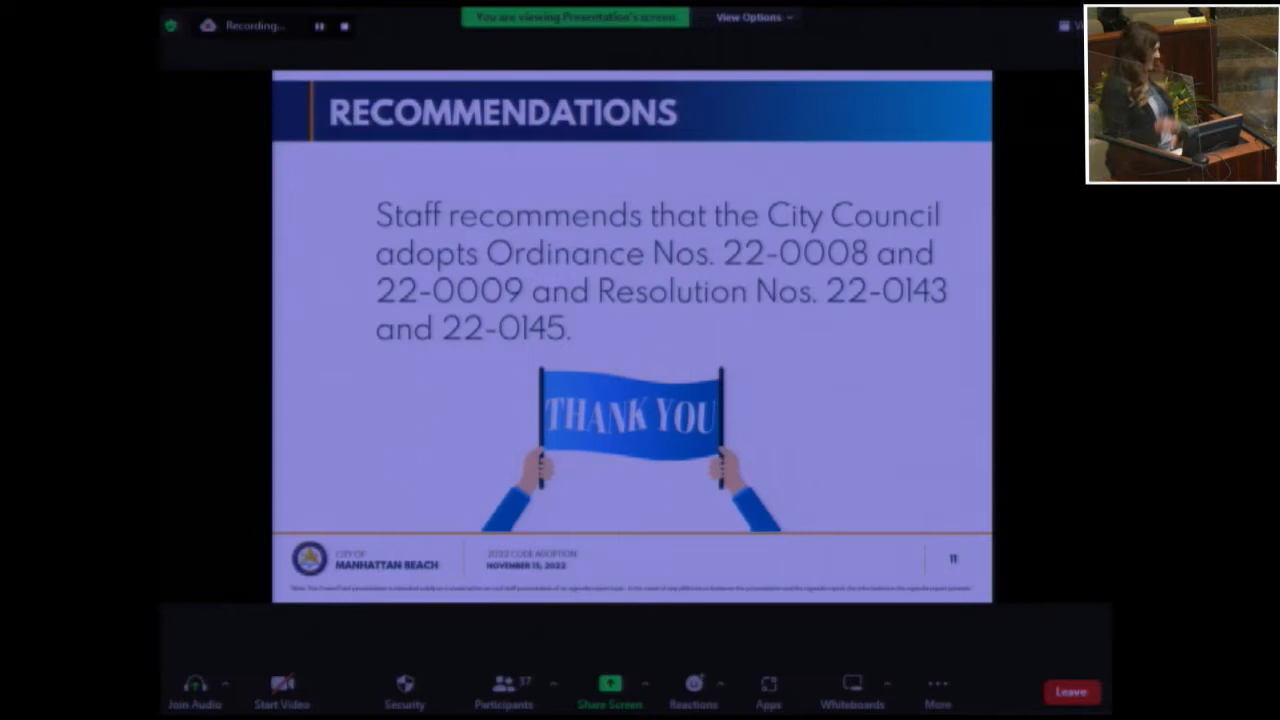 Recording...
You are viewing Presentation's screen
View Options
RECOMMENDATIONS
Staff recommends that the City Council
adopts Ordinance Nos. 22-0008 and
22-0009 and Resolution Nos. 22-0143
and 22-0145.
THANK YOU
CITY OF
MANHATTAN BEACH
2022 CODE ADOPTION
NOVEMBER 15, 2022
11
Join Audio
Start Video
Security
37
Participants
Share Screen
Reactions
Apps
Whiteboards
More
Leave